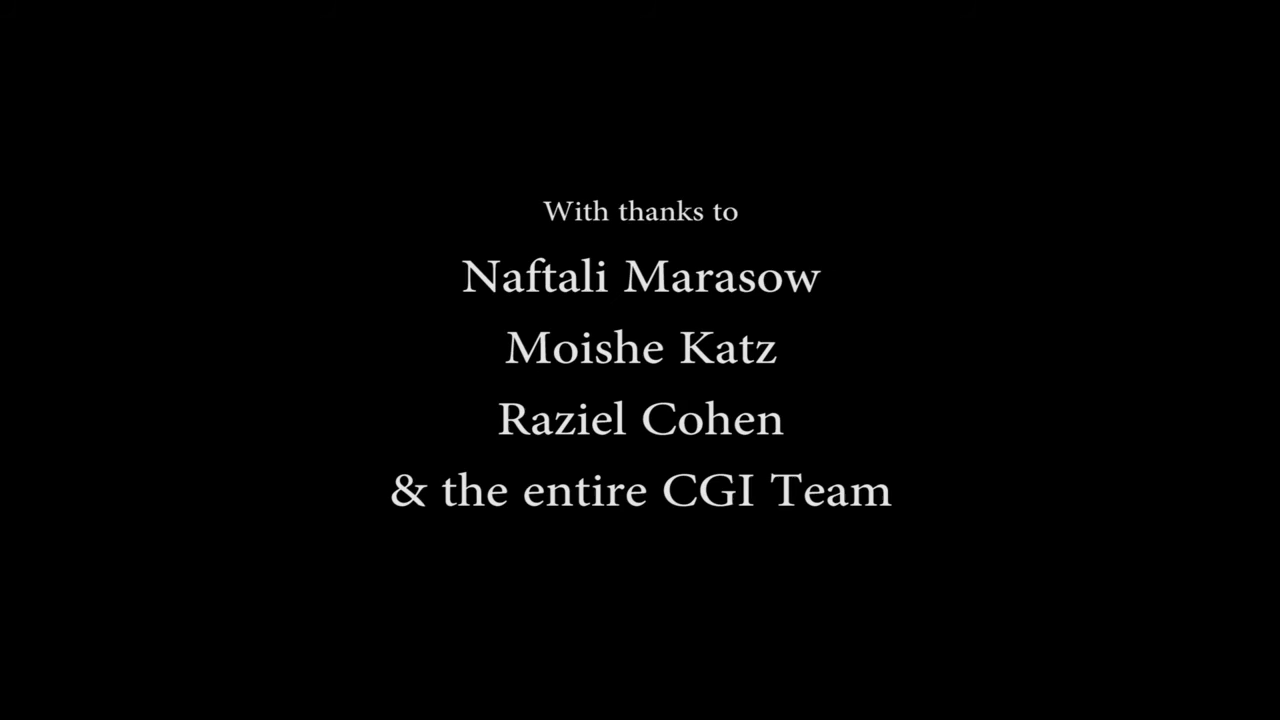 With thanks to
Naftali Marasow
Moishe Katz
Raziel Cohen
& the entire CGI Team